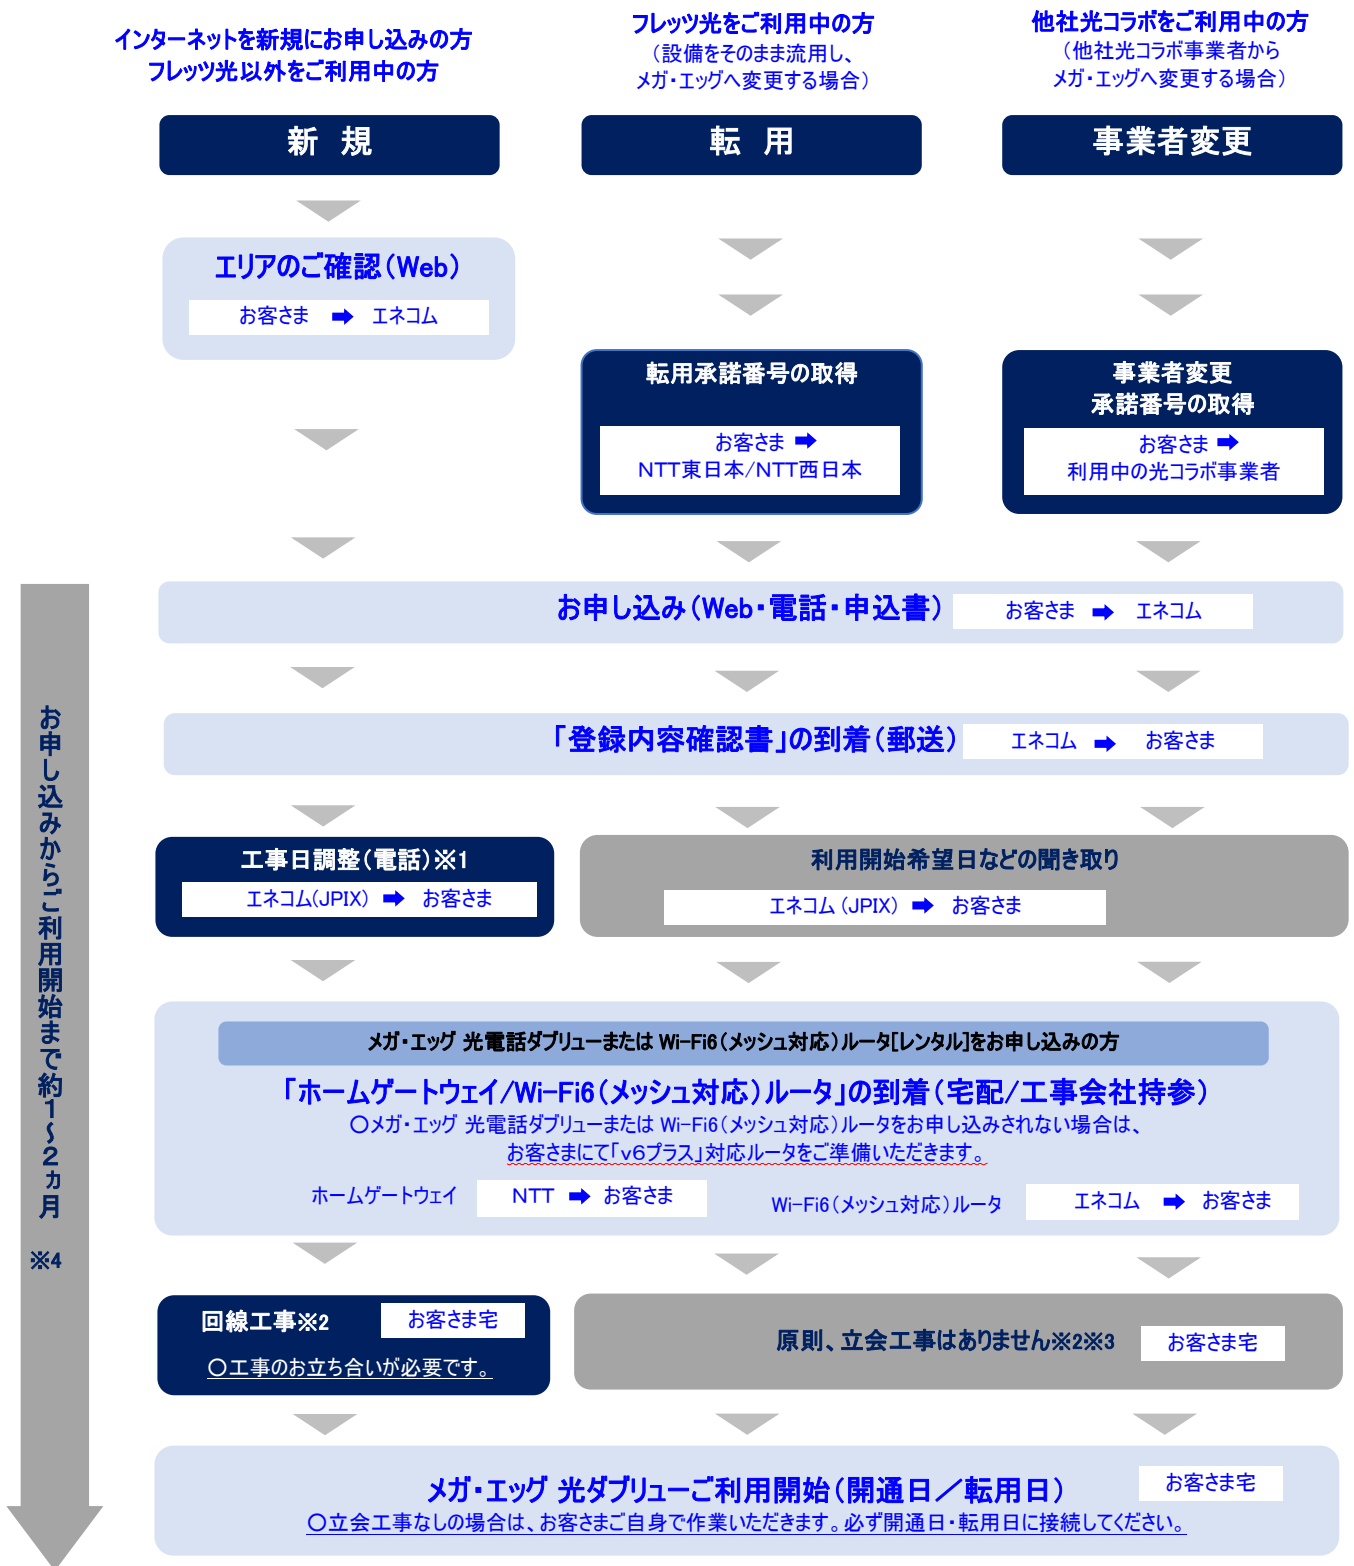 インターネットを新規にお申し込みの方
フレッツ光以外をご利用中の方
フレッツ光をご利用中の方
（設備をそのまま流用し、
メガ・エッグへ変更する場合）
他社光コラボをご利用中の方
（他社光コラボ事業者から
メガ・エッグへ変更する場合）
新 規
転 用
事業者変更
エリアのご確認（Web）
お客さま ➡ エネコム
転用承諾番号の取得
お客さま ➡
NTT東日本/NTT西日本
事業者変更
承諾番号の取得
お客さま ➡
利用中の光コラボ事業者
お申し込み（Web・電話・申込書）
お客さま ➡ エネコム
「登録内容確認書」の到着（郵送）
エネコム ➡ お客さま
工事日調整（電話）※1
エネコム(JPIX) ➡ お客さま
利用開始希望日などの聞き取り
エネコム (JPIX) ➡ お客さま
メガ・エッグ 光電話ダブリューまたは Wi-Fi6（メッシュ対応）ルータ[レンタル]をお申し込みの方
「ホームゲートウェイ/Wi-Fi6（メッシュ対応）ルータ」の到着（宅配/工事会社持参）
○メガ・エッグ 光電話ダブリューまたは Wi-Fi6（メッシュ対応）ルータをお申し込みされない場合は、
お客さまにて「v6プラス」対応ルータをご準備いただきます。
ホームゲートウェイ
NTT ➡ お客さま
Wi-Fi6（メッシュ対応）ルータ
エネコム ➡ お客さま
回線工事※2
お客さま宅
○工事のお立ち合いが必要です。
原則、立会工事はありません※2※3
お客さま宅
メガ・エッグ 光ダブリューご利用開始（開通日／転用日）
お客さま宅
○立会工事なしの場合は、お客さまご自身で作業いただきます。必ず開通日・転用日に接続してください。
お申し込みからご利用開始まで約1～2ヵ月 ※4